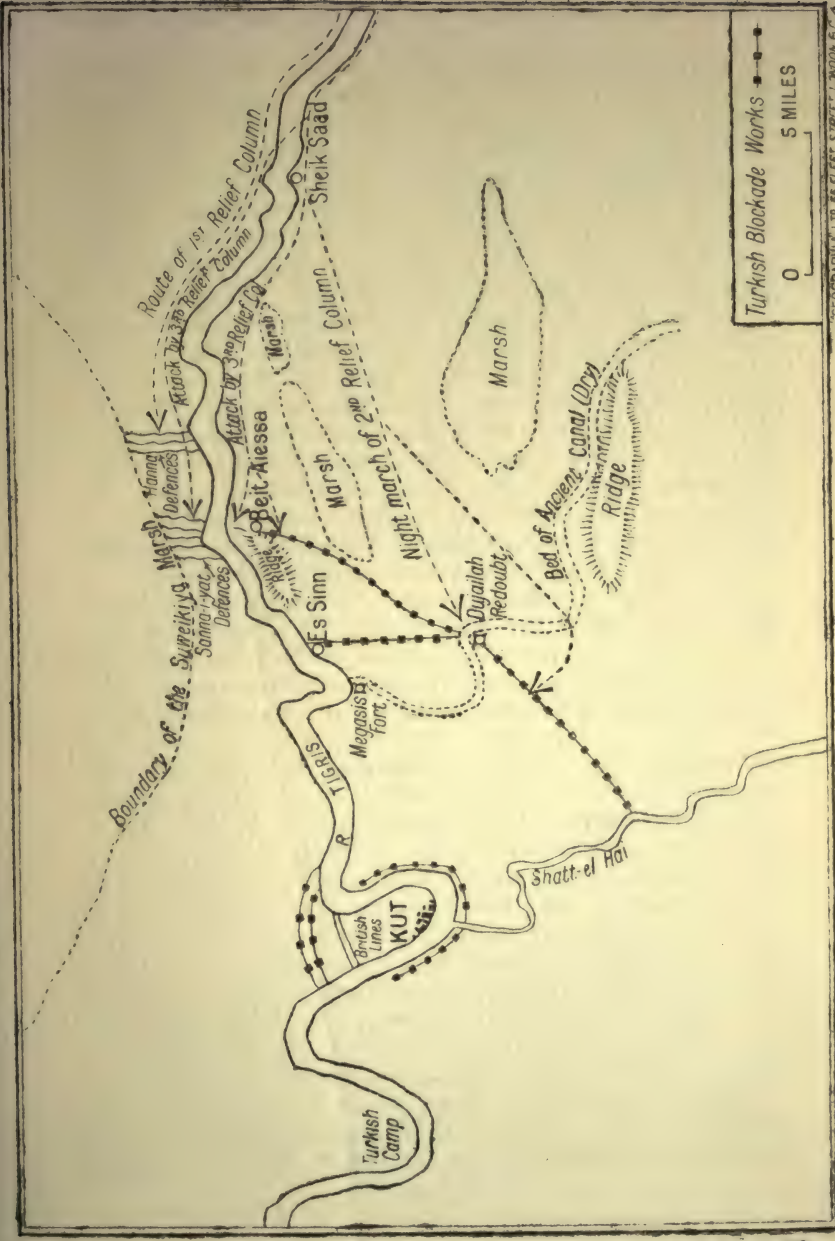 Boundary of the Suweikiya Marsh
Sanna-i-yat
Defences
Hanna
Defences
Route of 1ST Relief Column
Attack by 3RD Relief Column
Attack by 3RD Relief Col
Sheik Saad
Marsh
Beit Aiessa
Ridge
Marsh
Night march of 2ND Relief Column
Marsh
Es Sinn
Dujailah
Redoubt
Bed of Ancient Canal (Dry)
Ridge
Megasis
Fort
R. TIGRIS
British
Lines
KUT
Shatt-el Hai
Turkish
Camp
Turkish Blockade Works
0 5 MILES